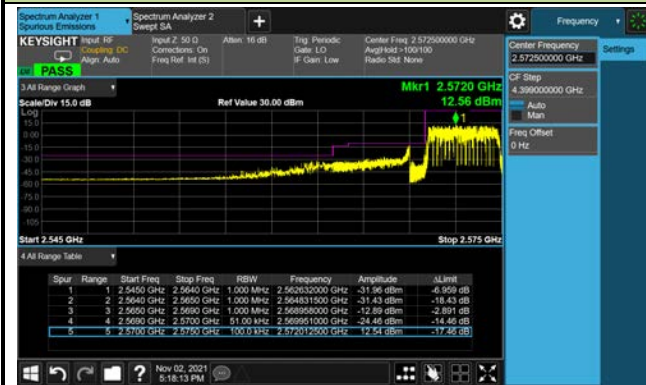 Spectrum Analyzer 1
Spurious Emissions
Spectrum Analyzer 2
Swept SA
+
Frequency
KEYSIGHT
Input: RF
Coupling: DC
Align: Auto
Input Z: 50 Ω
Corrections: On
Freq Ref: Int (S)
Atten: 16 dB
Trig: Periodic
Gate: LO
IF Gain: Low
Center Freq: 2.572500000 GHz
Avg|Hold:>100/100
Radio Std: None
PASS
Center Frequency
2.572500000 GHz
Settings
CF Step
4.399000000 GHz
Auto
Man
Freq Offset
0 Hz
3 All Range Graph
Mkr1 2.5720 GHz
12.56 dBm
Scale/Div 15.0 dB
Ref Value 30.00 dBm
Log
15.0
0.00
-15.0
-30.0
-45.0
-60.0
-75.0
-90.0
-105
1
Start 2.545 GHz
Stop 2.575 GHz
4 All Range Table
Spur Range Start Freq Stop Freq RBW Frequency Amplitude ΔLimit
1 1 2.5450 GHz 2.5640 GHz 1.000 MHz 2.562632000 GHz -31.96 dBm -6.959 dB
2 2 2.5640 GHz 2.5650 GHz 1.000 MHz 2.564831500 GHz -31.43 dBm -18.43 dB
3 3 2.5650 GHz 2.5690 GHz 1.000 MHz 2.568958000 GHz -12.89 dBm -2.891 dB
4 4 2.5690 GHz 2.5700 GHz 51.00 kHz 2.569951000 GHz -24.46 dBm -14.46 dB
5 5 2.5700 GHz 2.5750 GHz 100.0 kHz 2.572012500 GHz 12.54 dBm -17.46 dB
?
Nov 02, 2021
5:18:13 PM